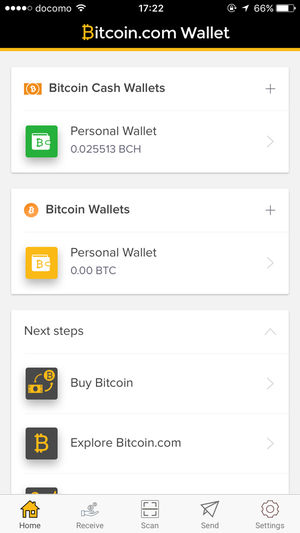 docomo 17:22 66%
Bitcoin.com Wallet
Bitcoin Cash Wallets +
Personal Wallet
0.025513 BCH
Bitcoin Wallets +
Personal Wallet
0.00 BTC
Next steps
Buy Bitcoin
Explore Bitcoin.com
Home Receive Scan Send Settings